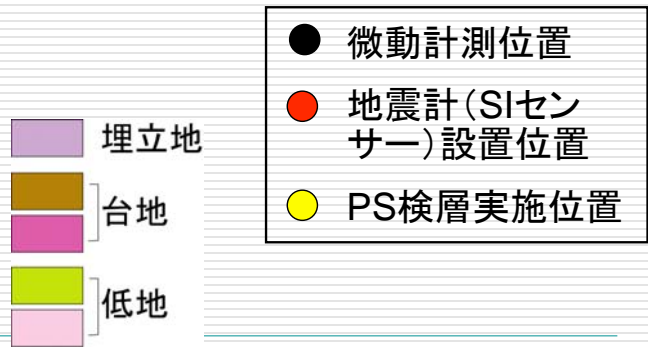 微動計測位置
地震計(SIセン
サー)設置位置
PS検層実施位置
埋立地
台地
低地